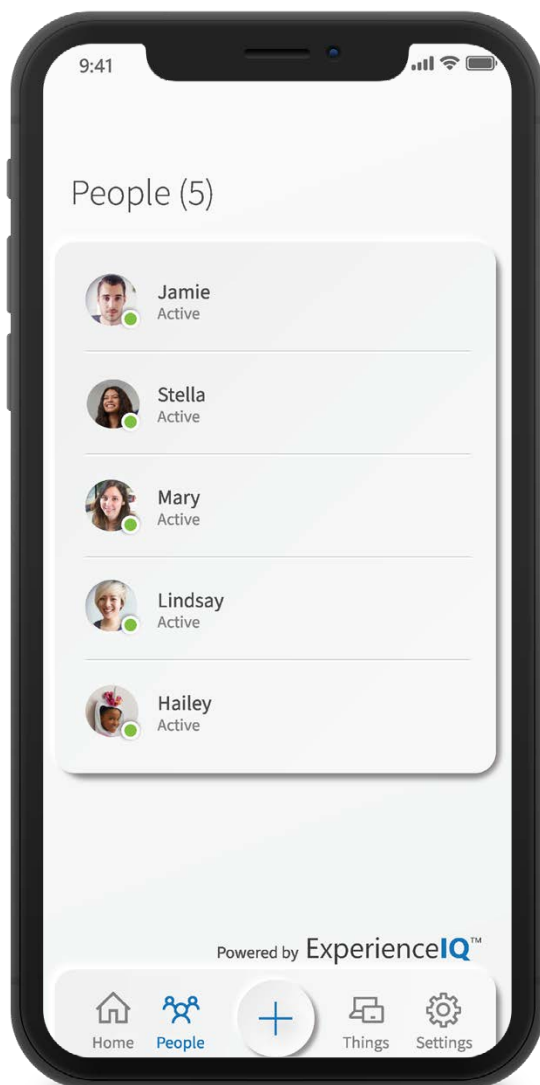 9:41
People (5)
Jamie
Active
Stella
Active
Mary
Active
Lindsay
Active
Hailey
Active
Powered by ExperienceIQ™
Home People Things Settings